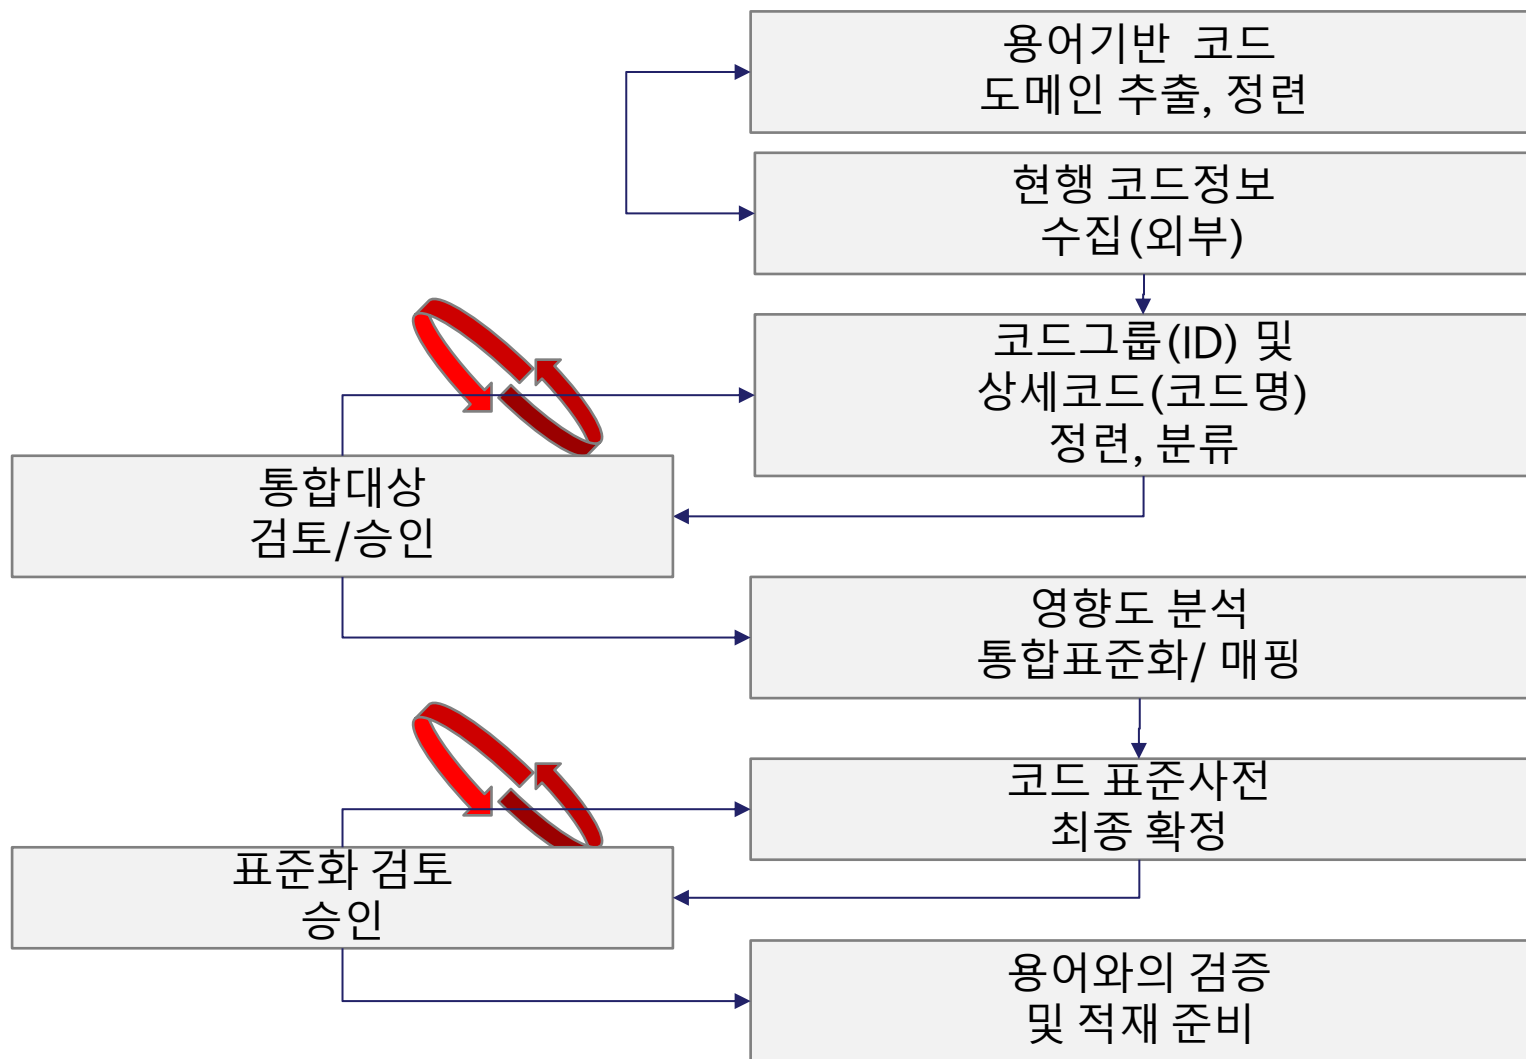 용어기반 코드
도메인 추출, 정련
현행 코드정보
수집(외부)
코드그룹(ID) 및
상세코드(코드명)
정련, 분류
통합대상
검토/승인
영향도 분석
통합표준화/ 매핑
코드 표준사전
최종 확정
표준화 검토
승인
용어와의 검증
및 적재 준비